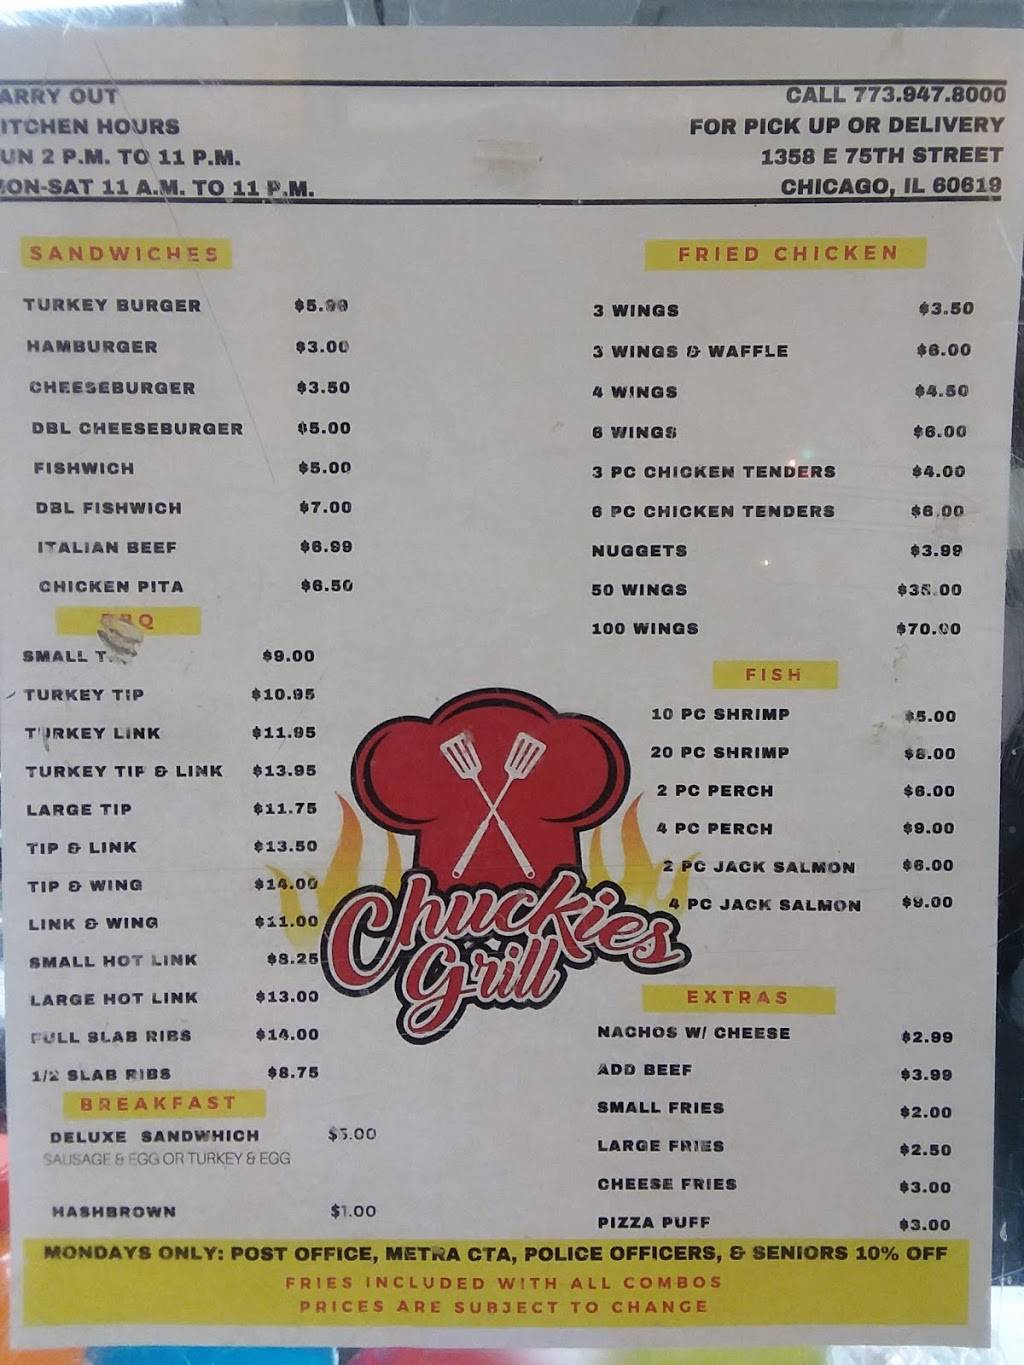 ARRY OUT
ITCHEN HOURS
UN 2 P.M. TO 11 P.M.
ON-SAT 11 A.M. TO 11 P.M.
CALL 773.947.8000
FOR PICK UP OR DELIVERY
1358 E 75TH STREET
CHICAGO, IL 60619
SANDWICHES
TURKEY BURGER $5.99
HAMBURGER $3.00
CHEESEBURGER $3.50
DBL CHEESEBURGER $5.00
FISHWICH $5.00
DBL FISHWICH $7.00
ITALIAN BEEF $6.99
CHICKEN PITA $6.50
BBQ
SMALL $9.00
TURKEY TIP $10.95
TURKEY LINK $11.95
TURKEY TIP & LINK $13.95
LARGE TIP $11.75
TIP & LINK $13.50
TIP & WING $14.00
LINK & WING $11.00
SMALL HOT LINK $8.25
LARGE HOT LINK $13.00
FULL SLAB RIBS $14.00
1/2 SLAB RIBS $8.75
BREAKFAST
DELUXE SANDWHICH $5.00
SAUSAGE & EGG OR TURKEY & EGG
HASHBROWN $1.00
Chuckies
Grill
FRIED CHICKEN
3 WINGS $3.50
3 WINGS & WAFFLE $6.00
4 WINGS $4.50
6 WINGS $6.00
3 PC CHICKEN TENDERS $4.00
6 PC CHICKEN TENDERS $6.00
NUGGETS $3.99
50 WINGS $35.00
100 WINGS $70.00
FISH
10 PC SHRIMP $5.00
20 PC SHRIMP $8.00
2 PC PERCH $6.00
4 PC PERCH $9.00
2 PC JACK SALMON $6.00
4 PC JACK SALMON $9.00
EXTRAS
NACHOS W/ CHEESE $2.99
ADD BEEF $3.99
SMALL FRIES $2.00
LARGE FRIES $2.50
CHEESE FRIES $3.00
PIZZA PUFF $3.00
MONDAYS ONLY: POST OFFICE, METRA CTA, POLICE OFFICERS, & SENIORS 10% OFF
FRIES INCLUDED WITH ALL COMBOS
PRICES ARE SUBJECT TO CHANGE